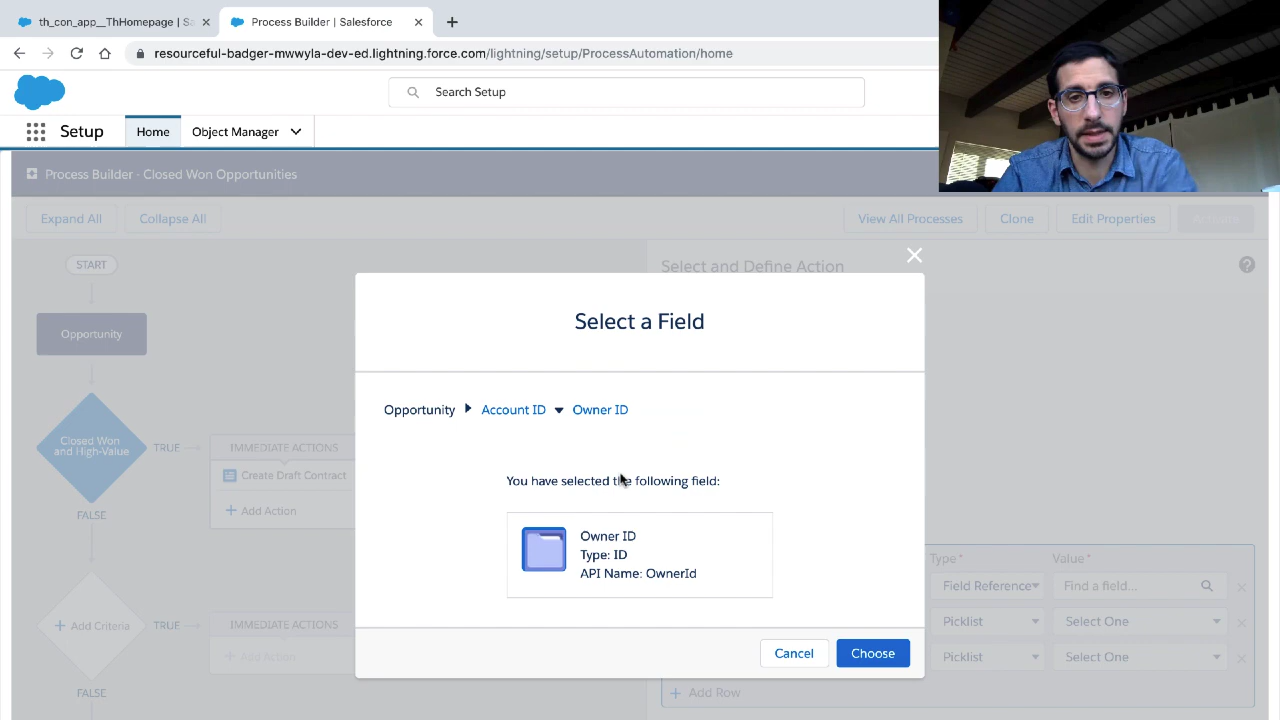 th_con_app__ThHomepage | Sa
Process Builder | Salesforce
resourceful-badger-mwwyla-dev-ed.lightning.force.com/lightning/setup/ProcessAutomation/home
Search Setup
Setup
Home
Object Manager
Process Builder - Closed Won Opportunities
Expand All
Collapse All
View All Processes
Clone
Edit Properties
START
Select and Define Action
Select a Field
Opportunity
Opportunity
Account ID
Owner ID
Closed Won
and High-Value
TRUE
IMMEDIATE ACTIONS
Create Draft Contract
Add Action
FALSE
You have selected the following field:
Owner ID
Type: ID
API Name: OwnerId
Type *
Value *
Field Reference
Find a field...
Picklist
Select One
Picklist
Select One
Add Criteria
TRUE
IMMEDIATE ACTIONS
Add Action
FALSE
Cancel
Choose
Add Row